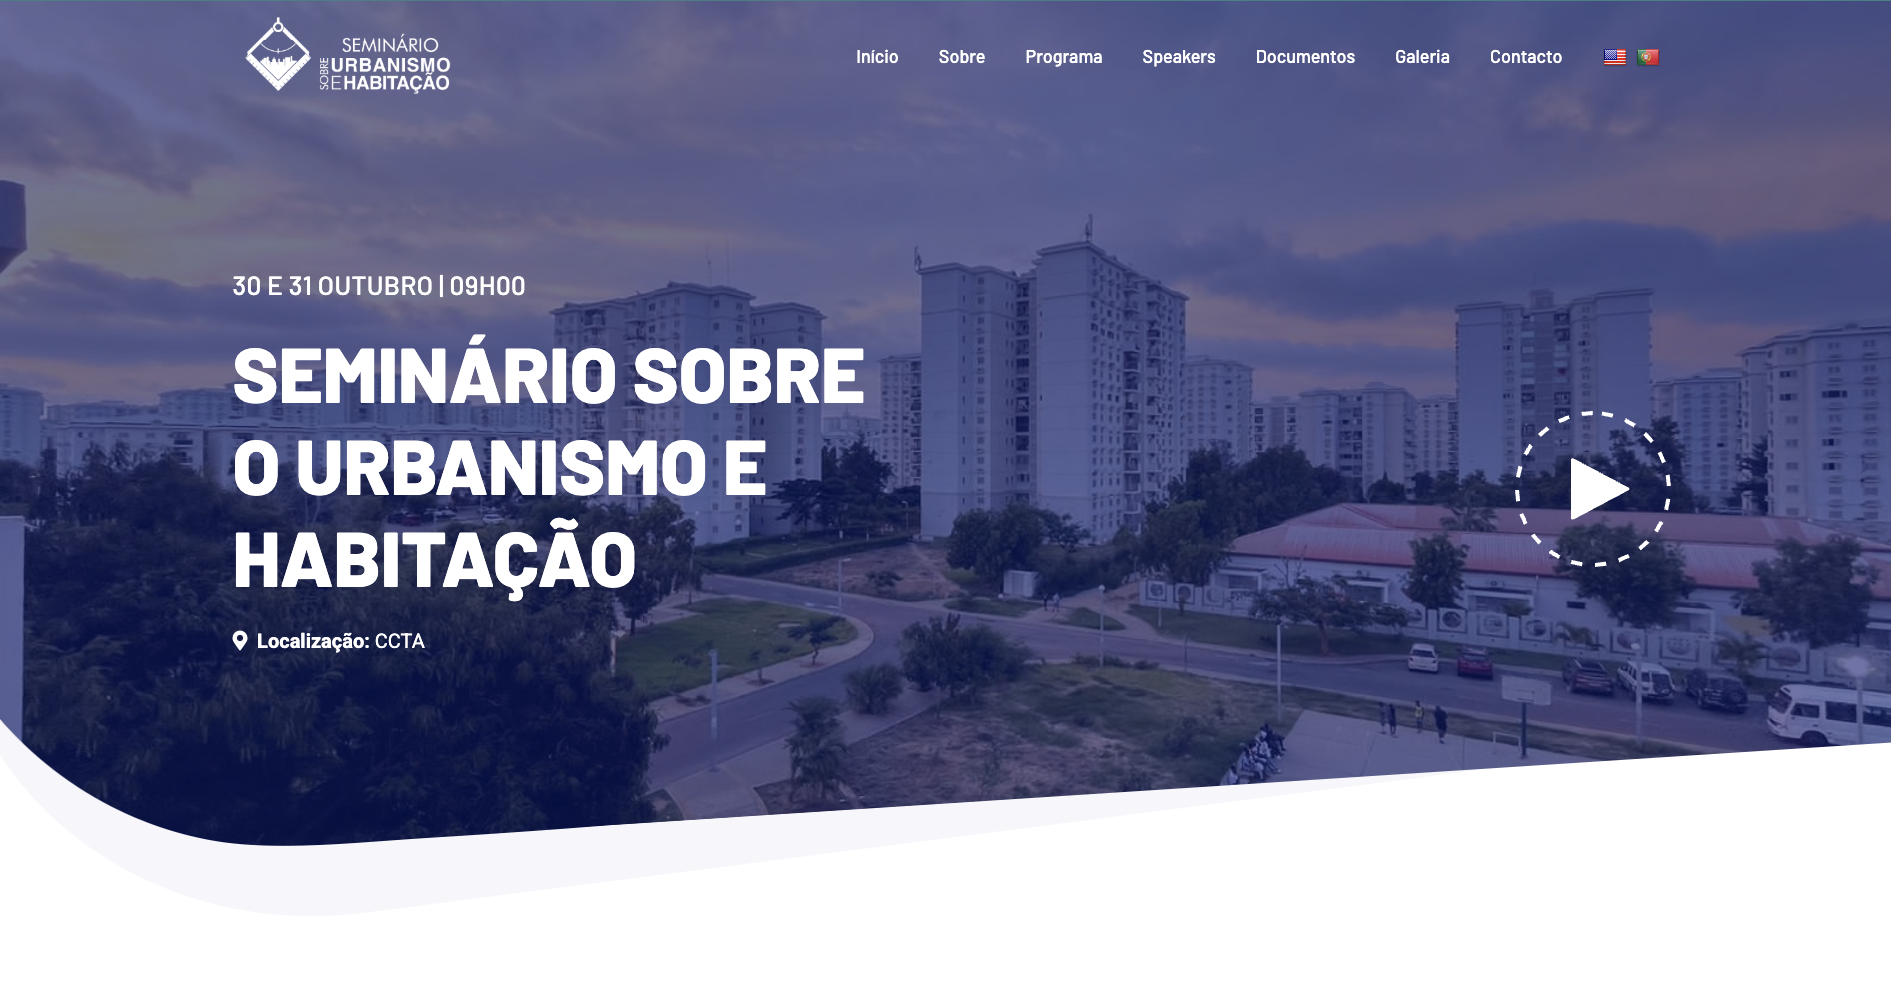 SEMINÁRIO
SOBRE
URBANISMO
E HABITAÇÃO
Início
Sobre
Programa
Speakers
Documentos
Galeria
Contacto
30 E 31 OUTUBRO | 09H00
SEMINÁRIO SOBRE
O URBANISMO E
HABITAÇÃO
Localização: CCTA